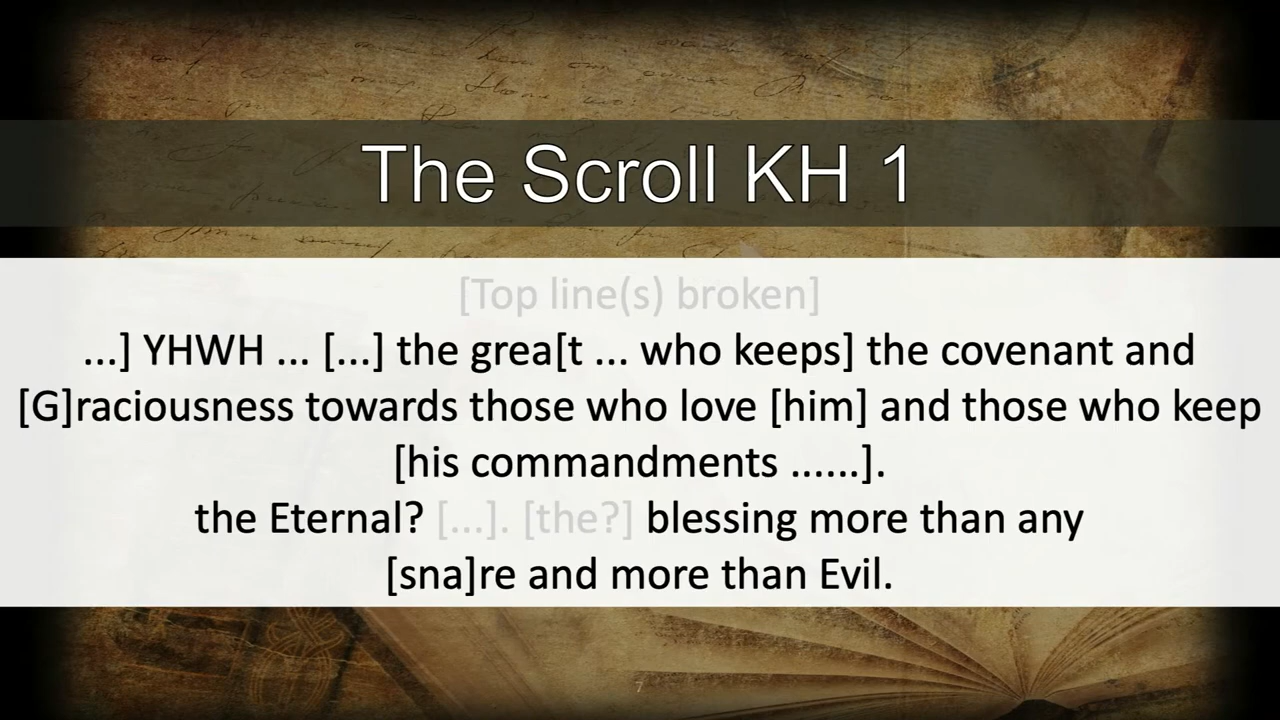 The Scroll KH 1
[Top line(s) broken]
...] YHWH ... [...] the grea[t ... who keeps] the covenant and
[G]raciousness towards those who love [him] and those who keep
[his commandments ......].
the Eternal? [...]. [the?] blessing more than any
[sna]re and more than Evil.
7